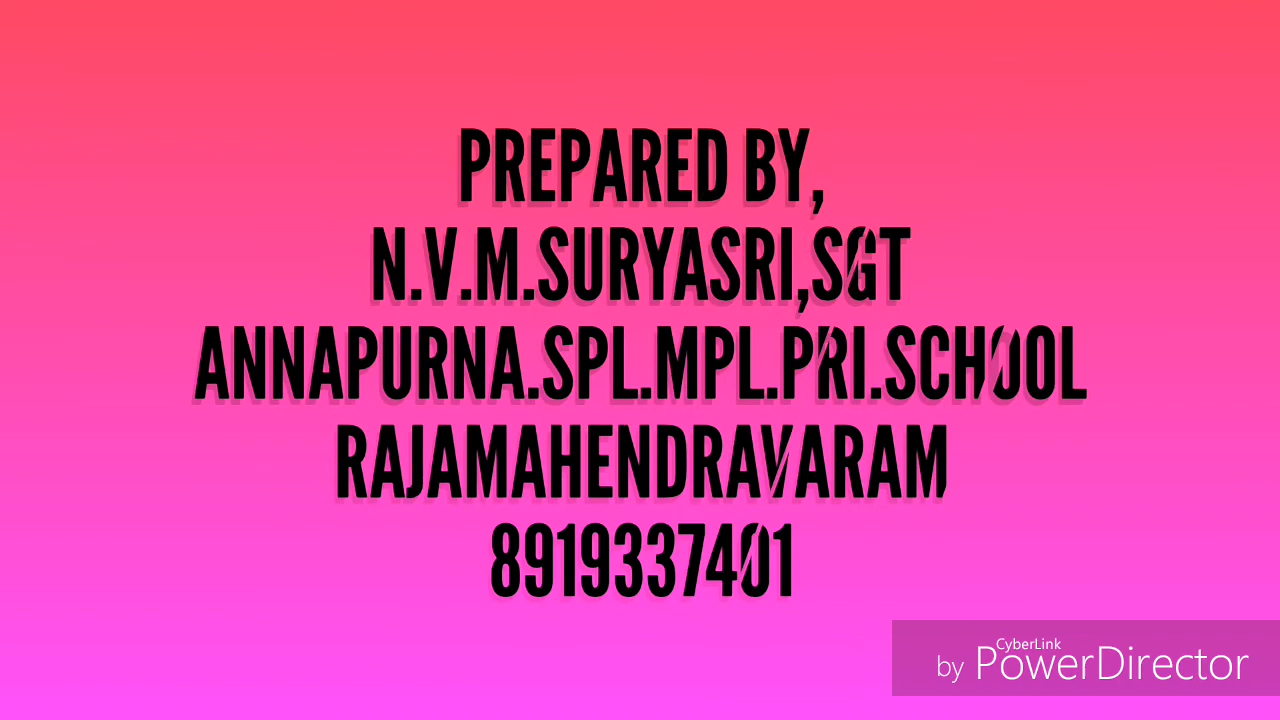 PREPARED BY,
N.V.M.SURYASRI,SGT
ANNAPURNA.SPL.MPL.PRI.SCHOOL
RAJAMAHENDRAVARAM
8919337401
by CyberLink PowerDirector